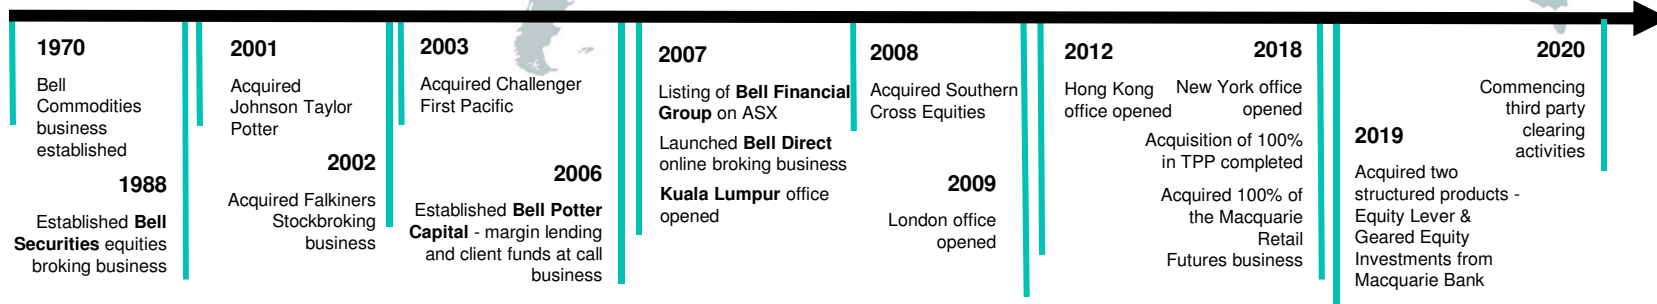 1970
Bell
Commodities
business
established
1988
Established Bell
Securities equities
broking business
2001
Acquired
Johnson Taylor
Potter
2002
Acquired Falkiners
Stockbroking
business
2003
Acquired Challenger
First Pacific
2006
Established Bell Potter
Capital - margin lending
and client funds at call
business
2007
Listing of Bell Financial
Group on ASX
Launched Bell Direct
online broking business
Kuala Lumpur office
opened
2008
Acquired Southern
Cross Equities
2009
London office
opened
2012
Hong Kong
office opened
2018
New York office
opened
Acquisition of 100%
in TPP completed
Acquired 100% of
the Macquarie
Retail
Futures business
2019
Acquired two
structured products -
Equity Lever &
Geared Equity
Investments from
Macquarie Bank
2020
Commencing
third party
clearing
activities